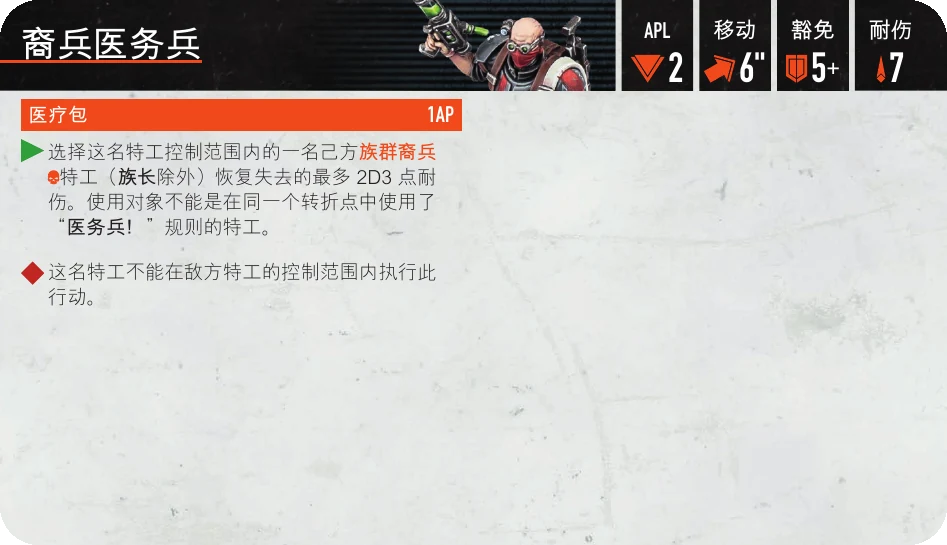 裔兵医务兵
APL
2
移动
6"
豁免
5+
耐伤
7
医疗包
1AP
选择这名特工控制范围内的一名己方族群裔兵
特工（族长除外）恢复失去的最多 2D3 点耐
伤。使用对象不能是在同一个转折点中使用了
“医务兵！”规则的特工。
这名特工不能在敌方特工的控制范围内执行此
行动。